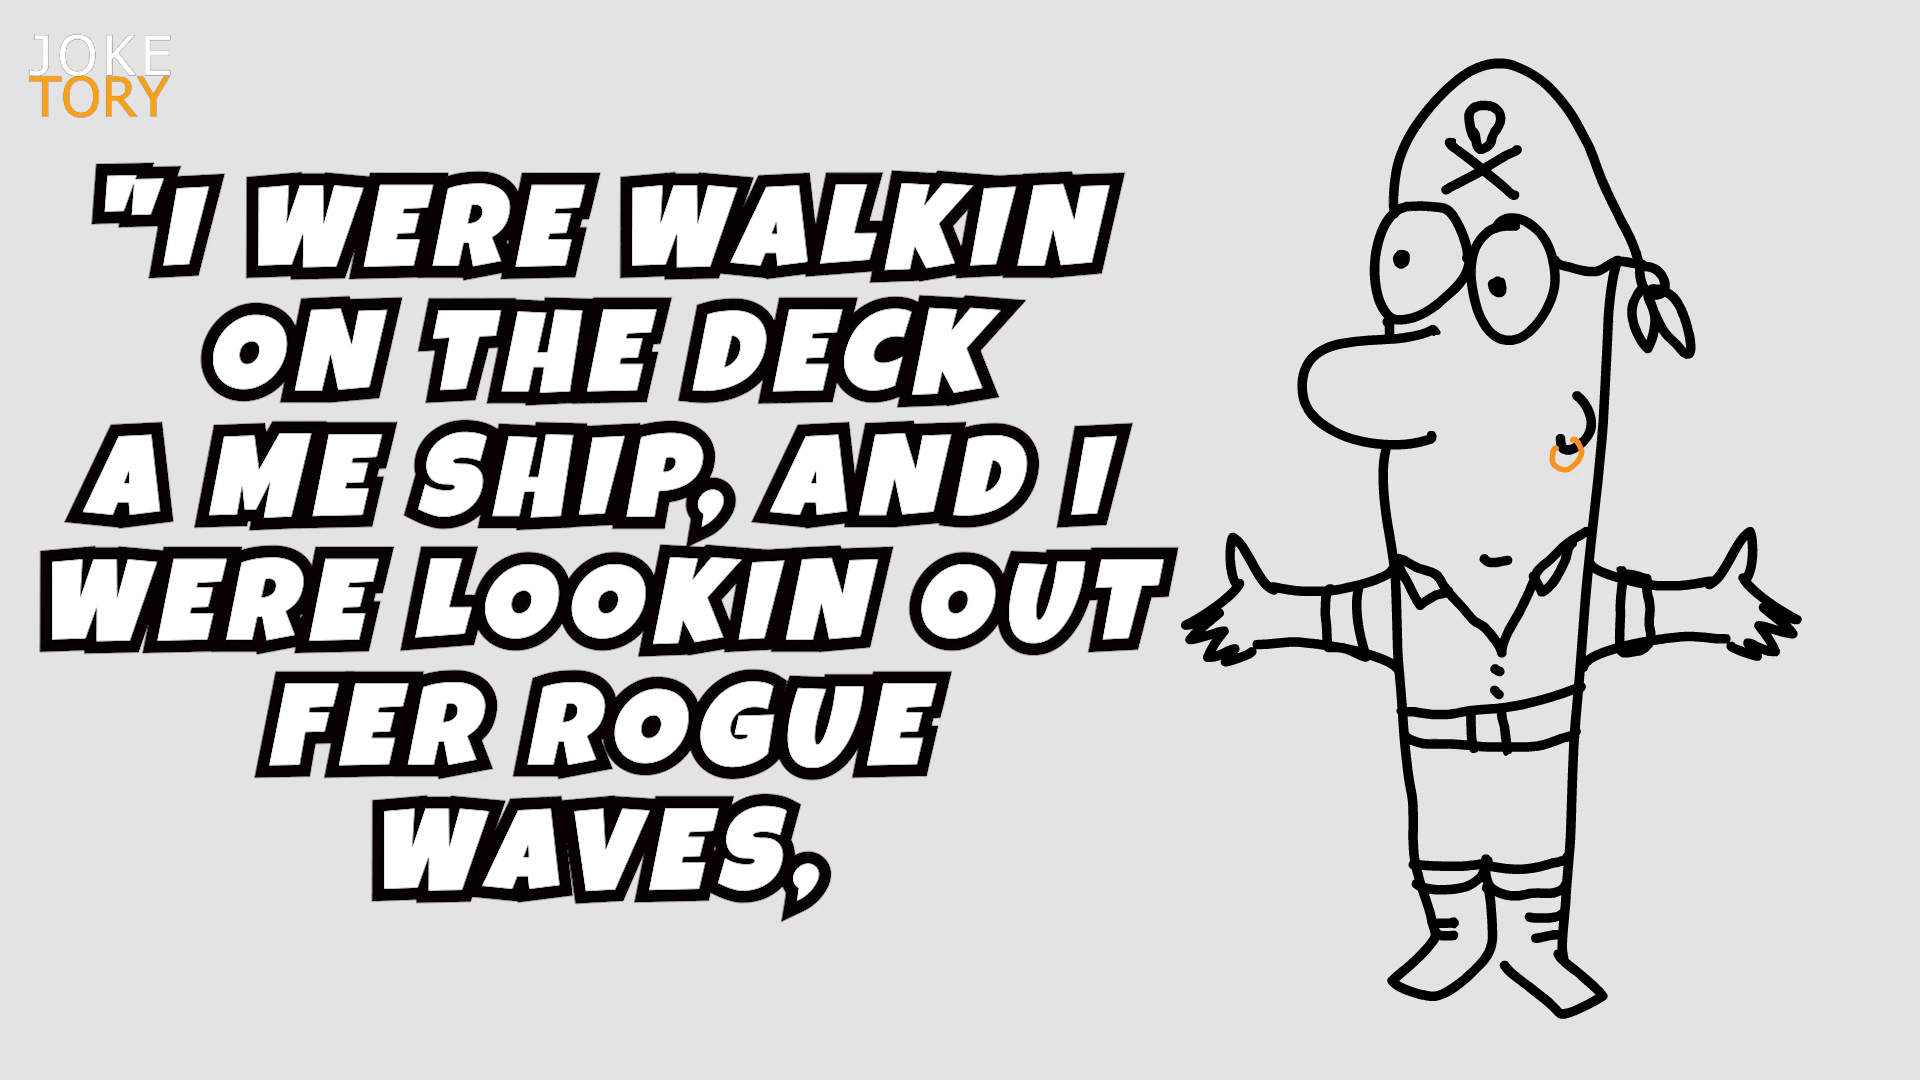 JOKE
TORY
"I WERE WALKIN
ON THE DECK
A ME SHIP, AND I
WERE LOOKIN OUT
FER ROGUE
WAVES,